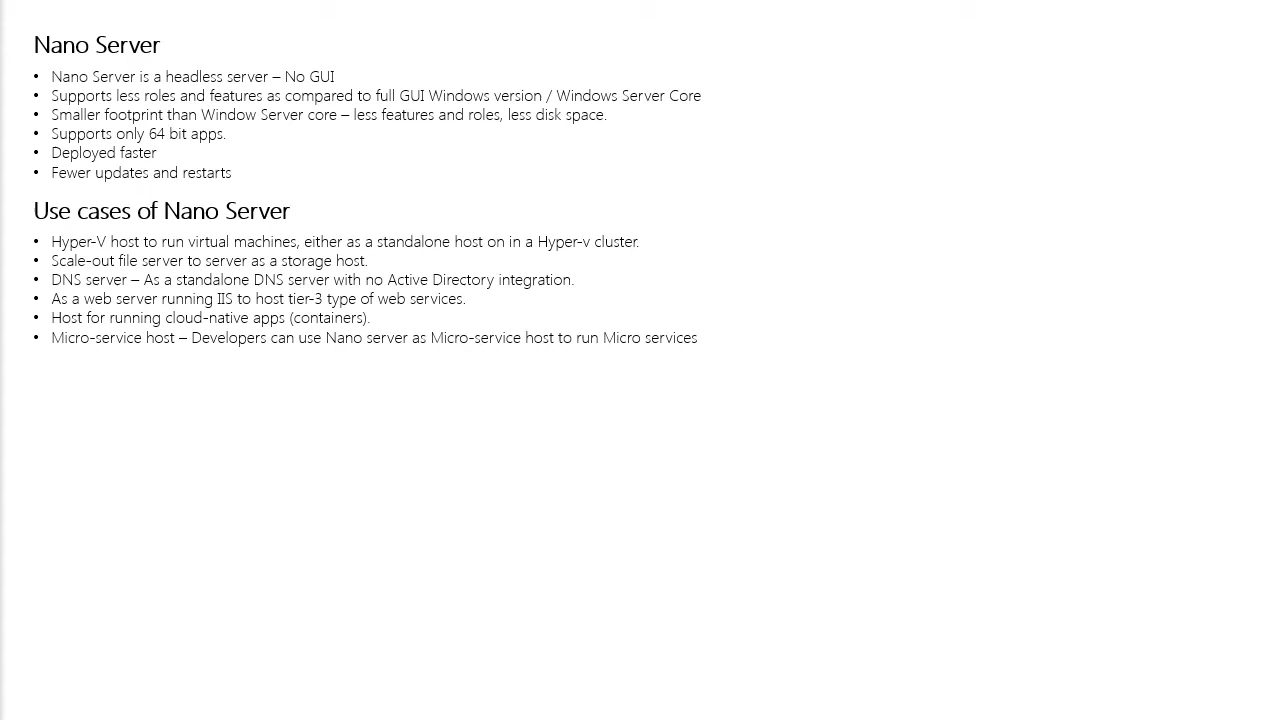 Nano Server
• Nano Server is a headless server – No GUI
• Supports less roles and features as compared to full GUI Windows version / Windows Server Core
• Smaller footprint than Window Server core – less features and roles, less disk space.
• Supports only 64 bit apps.
• Deployed faster
• Fewer updates and restarts
Use cases of Nano Server
• Hyper-V host to run virtual machines, either as a standalone host on in a Hyper-v cluster.
• Scale-out file server to server as a storage host.
• DNS server – As a standalone DNS server with no Active Directory integration.
• As a web server running IIS to host tier-3 type of web services.
• Host for running cloud-native apps (containers).
• Micro-service host – Developers can use Nano server as Micro-service host to run Micro services